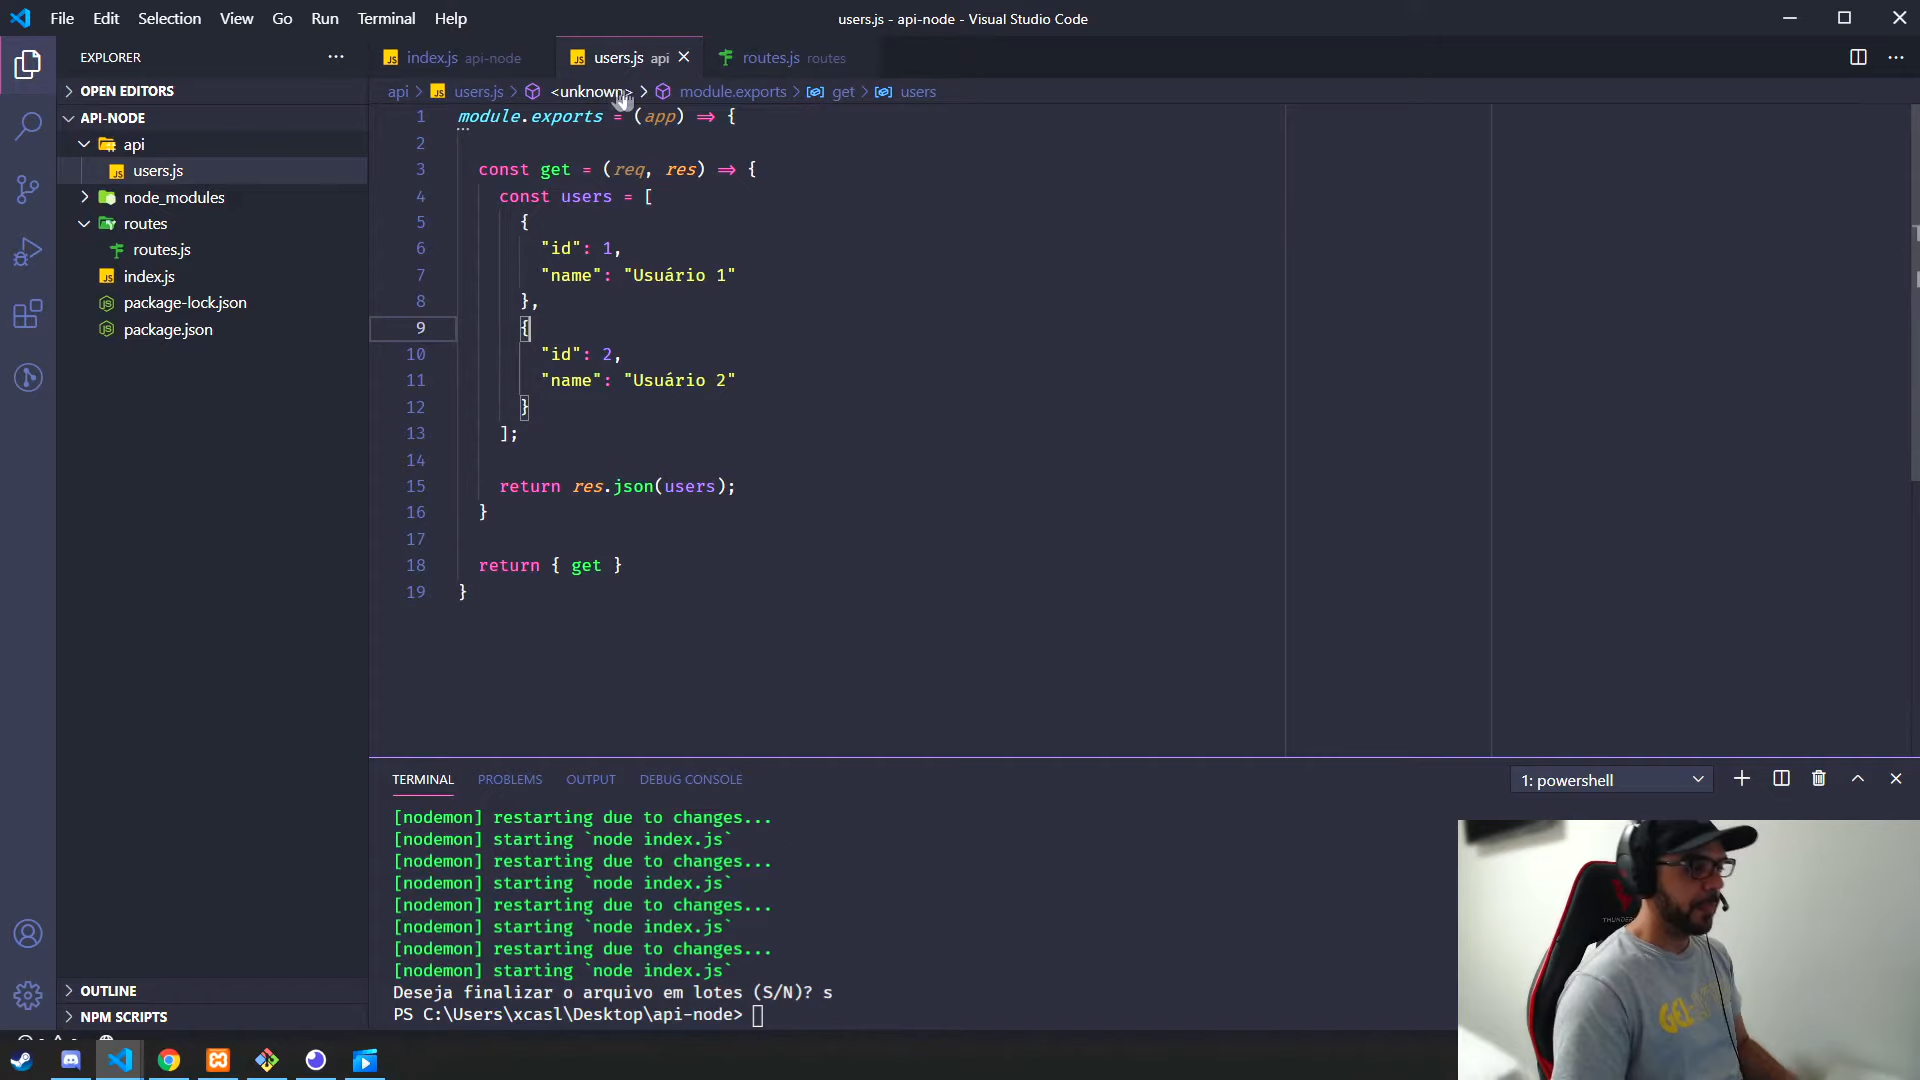 File Edit Selection View Go Run Terminal Help
users.js - api-node - Visual Studio Code
EXPLORER
OPEN EDITORS
API-NODE
api
users.js
node_modules
routes
routes.js
index.js
package-lock.json
package.json
OUTLINE
NPM SCRIPTS
index.js api-node
users.js api
routes.js routes
api > users.js > <unknown> > module.exports > get > users
1 module.exports = (app) => {
2
3 const get = (req, res) => {
4 const users = [
5 {
6 "id": 1,
7 "name": "Usuário 1"
8 },
9 {
10 "id": 2,
11 "name": "Usuário 2"
12 }
13 ];
14
15 return res.json(users);
16 }
17
18 return { get }
19 }
TERMINAL PROBLEMS OUTPUT DEBUG CONSOLE
1: powershell
[nodemon] restarting due to changes...
[nodemon] starting `node index.js`
[nodemon] restarting due to changes...
[nodemon] starting `node index.js`
[nodemon] restarting due to changes...
[nodemon] starting `node index.js`
[nodemon] restarting due to changes...
[nodemon] starting `node index.js`
Deseja finalizar o arquivo em lotes (S/N)? s
PS C:\Users\xcasl\Desktop\api-node>